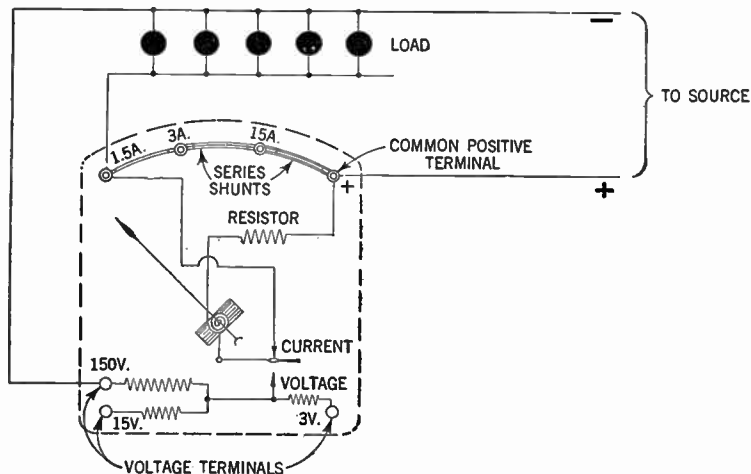 −
LOAD
TO SOURCE
1.5A.
3A.
15A.
COMMON POSITIVE
TERMINAL
SERIES
SHUNTS
+
+
RESISTOR
CURRENT
150V.
VOLTAGE
15V.
3V.
VOLTAGE TERMINALS